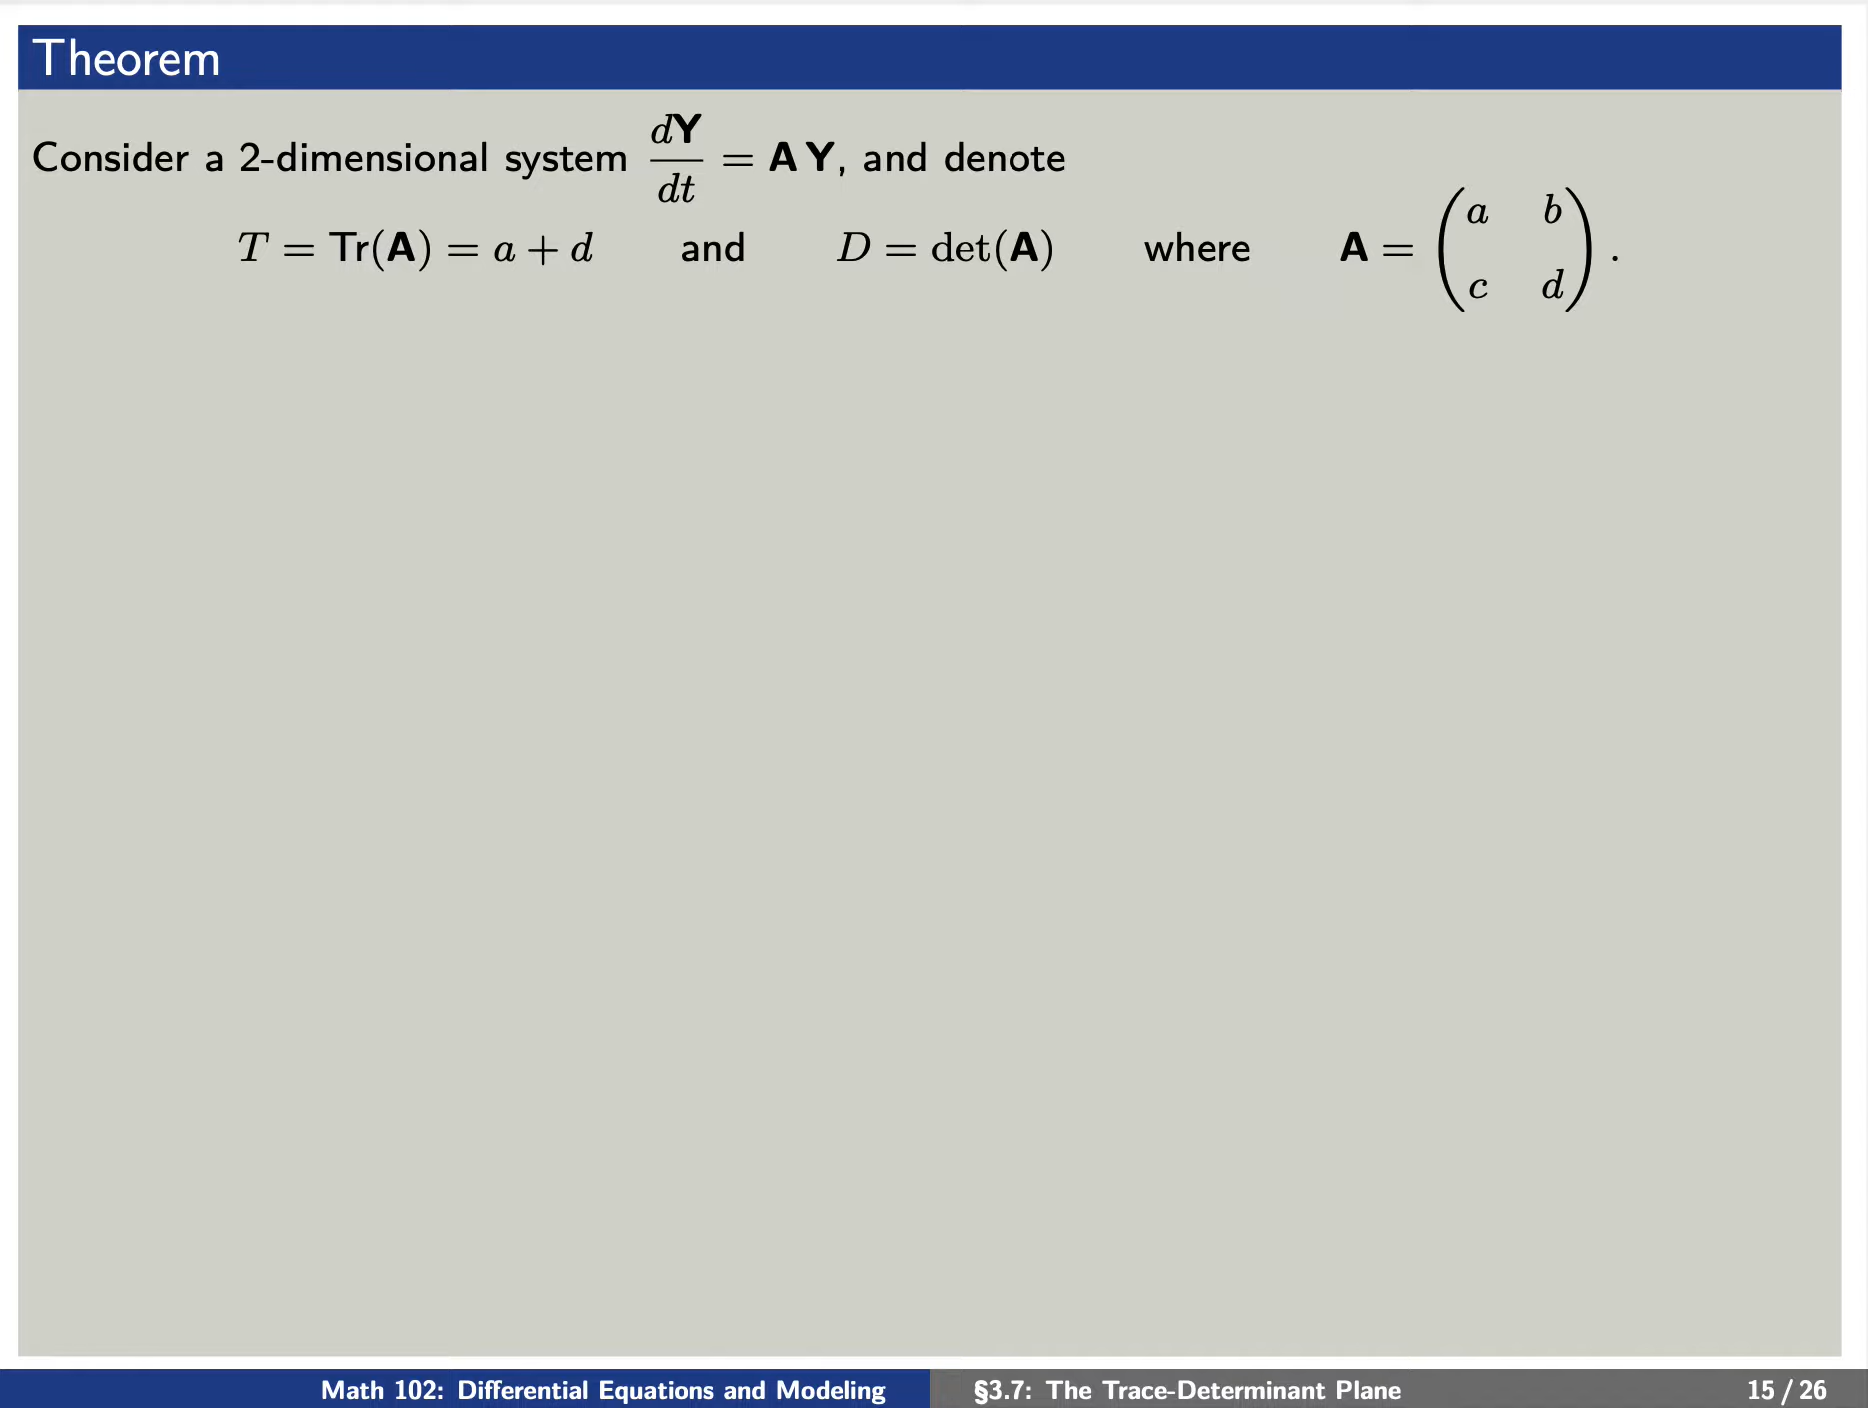 Theorem
Consider a 2-dimensional system \frac{d\mathbf{Y}}{dt} = \mathbf{A}\,\mathbf{Y}, and denote
T = Tr(\mathbf{A}) = a + d and D = \det(\mathbf{A}) where \mathbf{A} = \begin{pmatrix} a & b \\ c & d \end{pmatrix}.
Math 102: Differential Equations and Modeling §3.7: The Trace-Determinant Plane 15 / 26